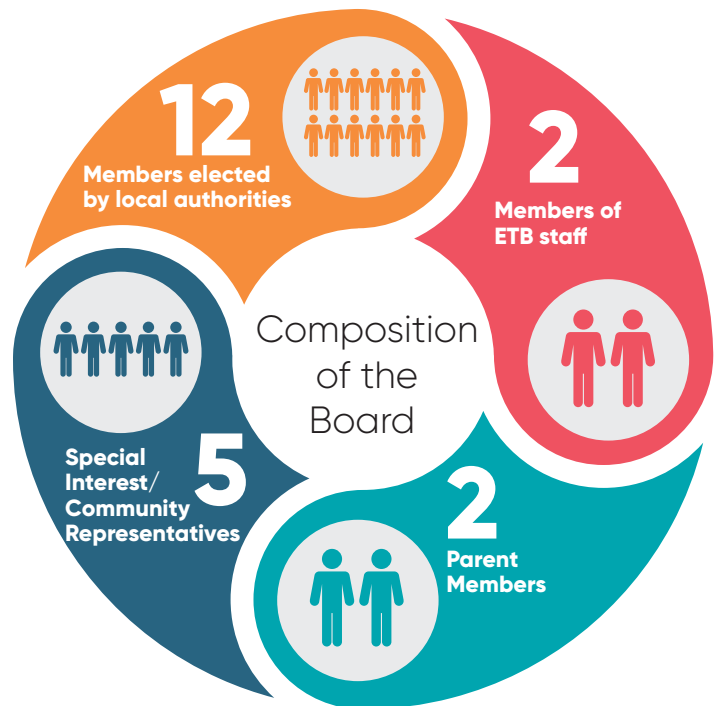 12
Members elected
by local authorities
2
Members of
ETB staff
Composition
of the
Board
5
Special
Interest/
Community
Representatives
2
Parent
Members